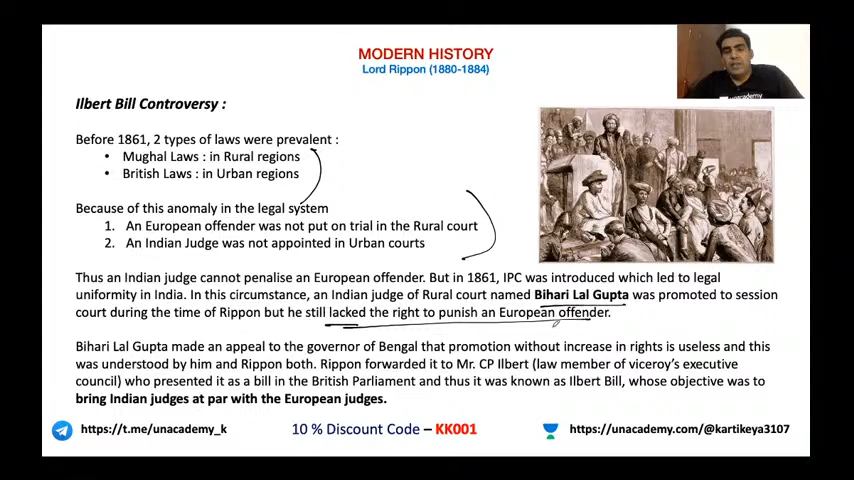 MODERN HISTORY
Lord Rippon (1880-1884)
unacademy
Ilbert Bill Controversy :
Before 1861, 2 types of laws were prevalent :
• Mughal Laws : in Rural regions
• British Laws : in Urban regions
Because of this anomaly in the legal system
1. An European offender was not put on trial in the Rural court
2. An Indian Judge was not appointed in Urban courts
Thus an Indian judge cannot penalise an European offender. But in 1861, IPC was introduced which led to legal
uniformity in India. In this circumstance, an Indian judge of Rural court named Bihari Lal Gupta was promoted to session
court during the time of Rippon but he still lacked the right to punish an European offender.
Bihari Lal Gupta made an appeal to the governor of Bengal that promotion without increase in rights is useless and this
was understood by him and Rippon both. Rippon forwarded it to Mr. CP Ilbert (law member of viceroy's executive
council) who presented it as a bill in the British Parliament and thus it was known as Ilbert Bill, whose objective was to
bring Indian judges at par with the European judges.
https://t.me/unacademy_k
10 % Discount Code – KK001
https://unacademy.com/@kartikeya3107